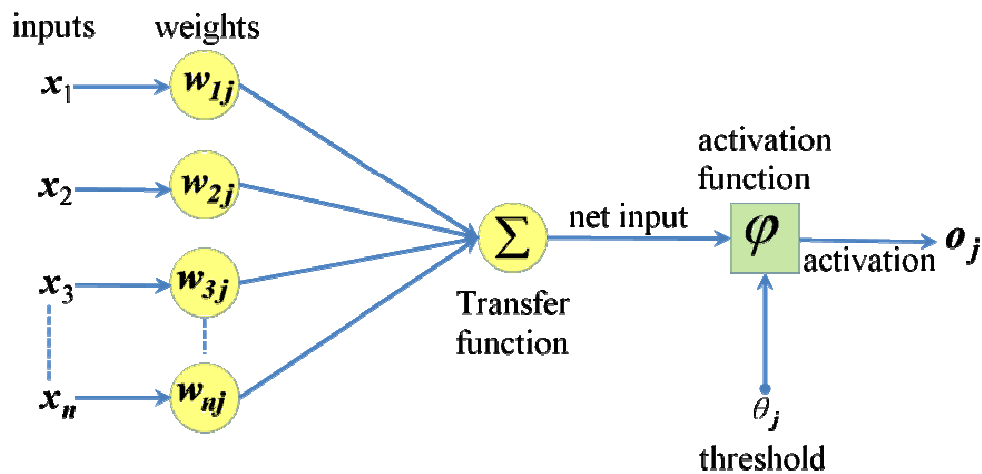 inputs
weights
x₁
w₁ⱼ
x₂
w₂ⱼ
x₃
w₃ⱼ
xₙ
wₙⱼ
Σ
Transfer
function
net input
activation
function
φ
activation
oⱼ
θⱼ
threshold